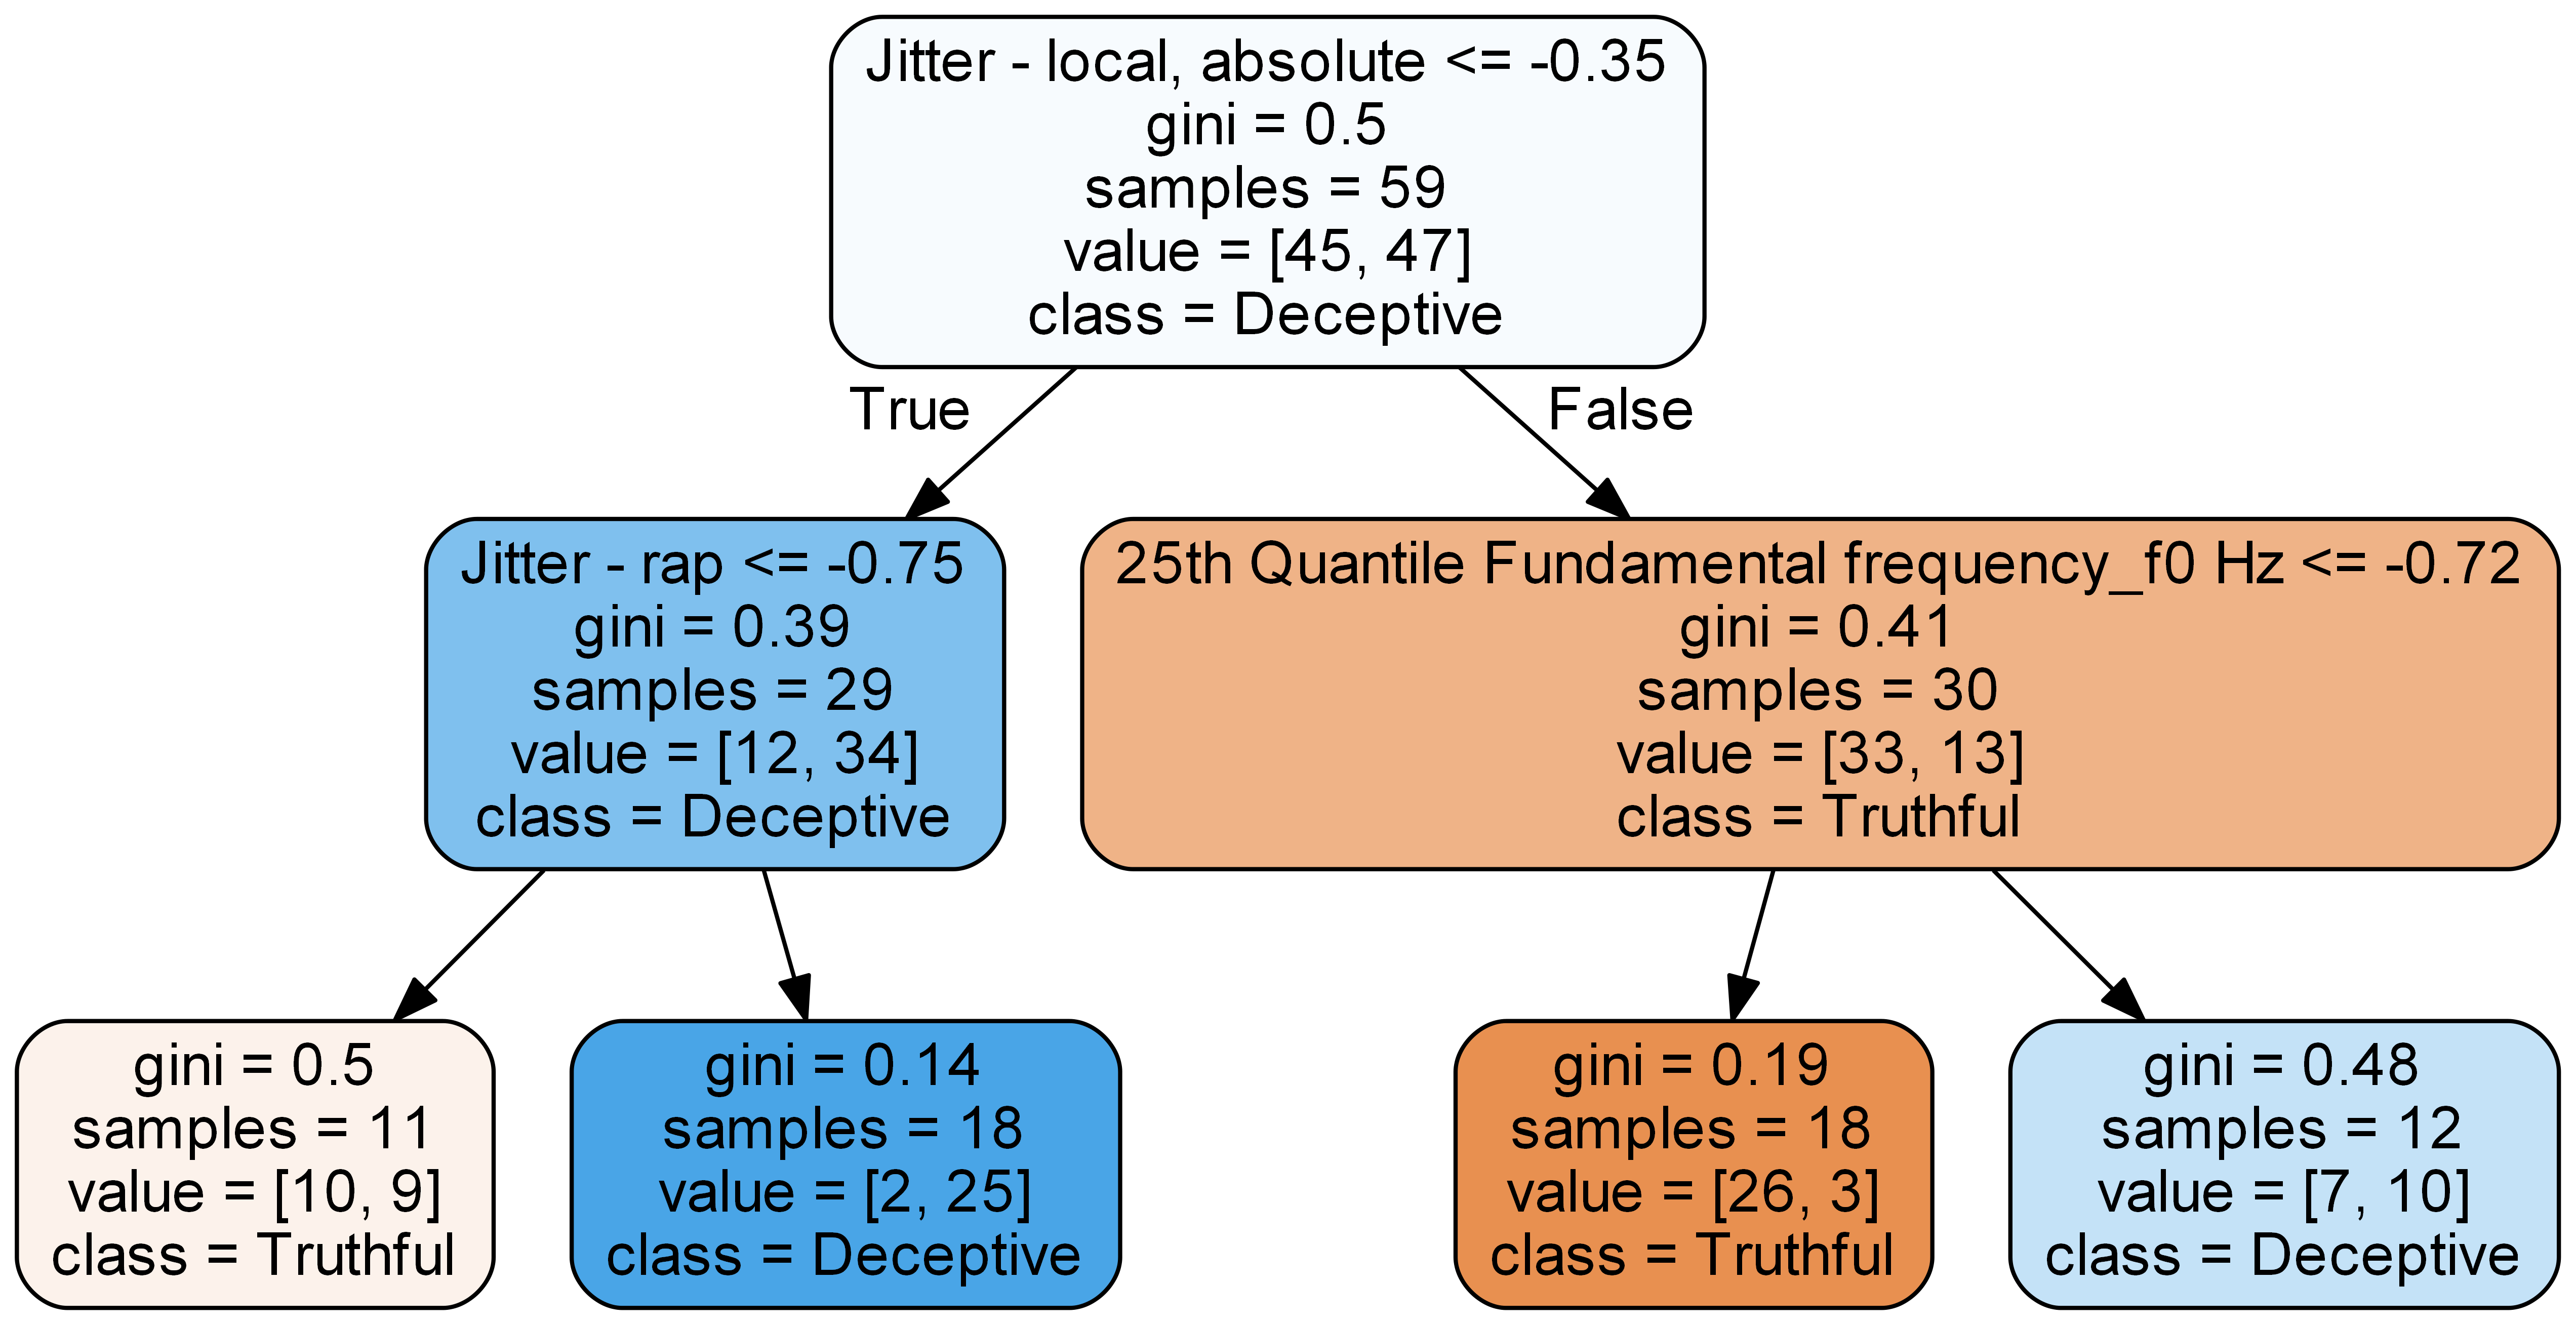 Jitter - local, absolute <= -0.35
gini = 0.5
samples = 59
value = [45, 47]
class = Deceptive
True
False
Jitter - rap <= -0.75
gini = 0.39
samples = 29
value = [12, 34]
class = Deceptive
25th Quantile Fundamental frequency_f0 Hz <= -0.72
gini = 0.41
samples = 30
value = [33, 13]
class = Truthful
gini = 0.5
samples = 11
value = [10, 9]
class = Truthful
gini = 0.14
samples = 18
value = [2, 25]
class = Deceptive
gini = 0.19
samples = 18
value = [26, 3]
class = Truthful
gini = 0.48
samples = 12
value = [7, 10]
class = Deceptive